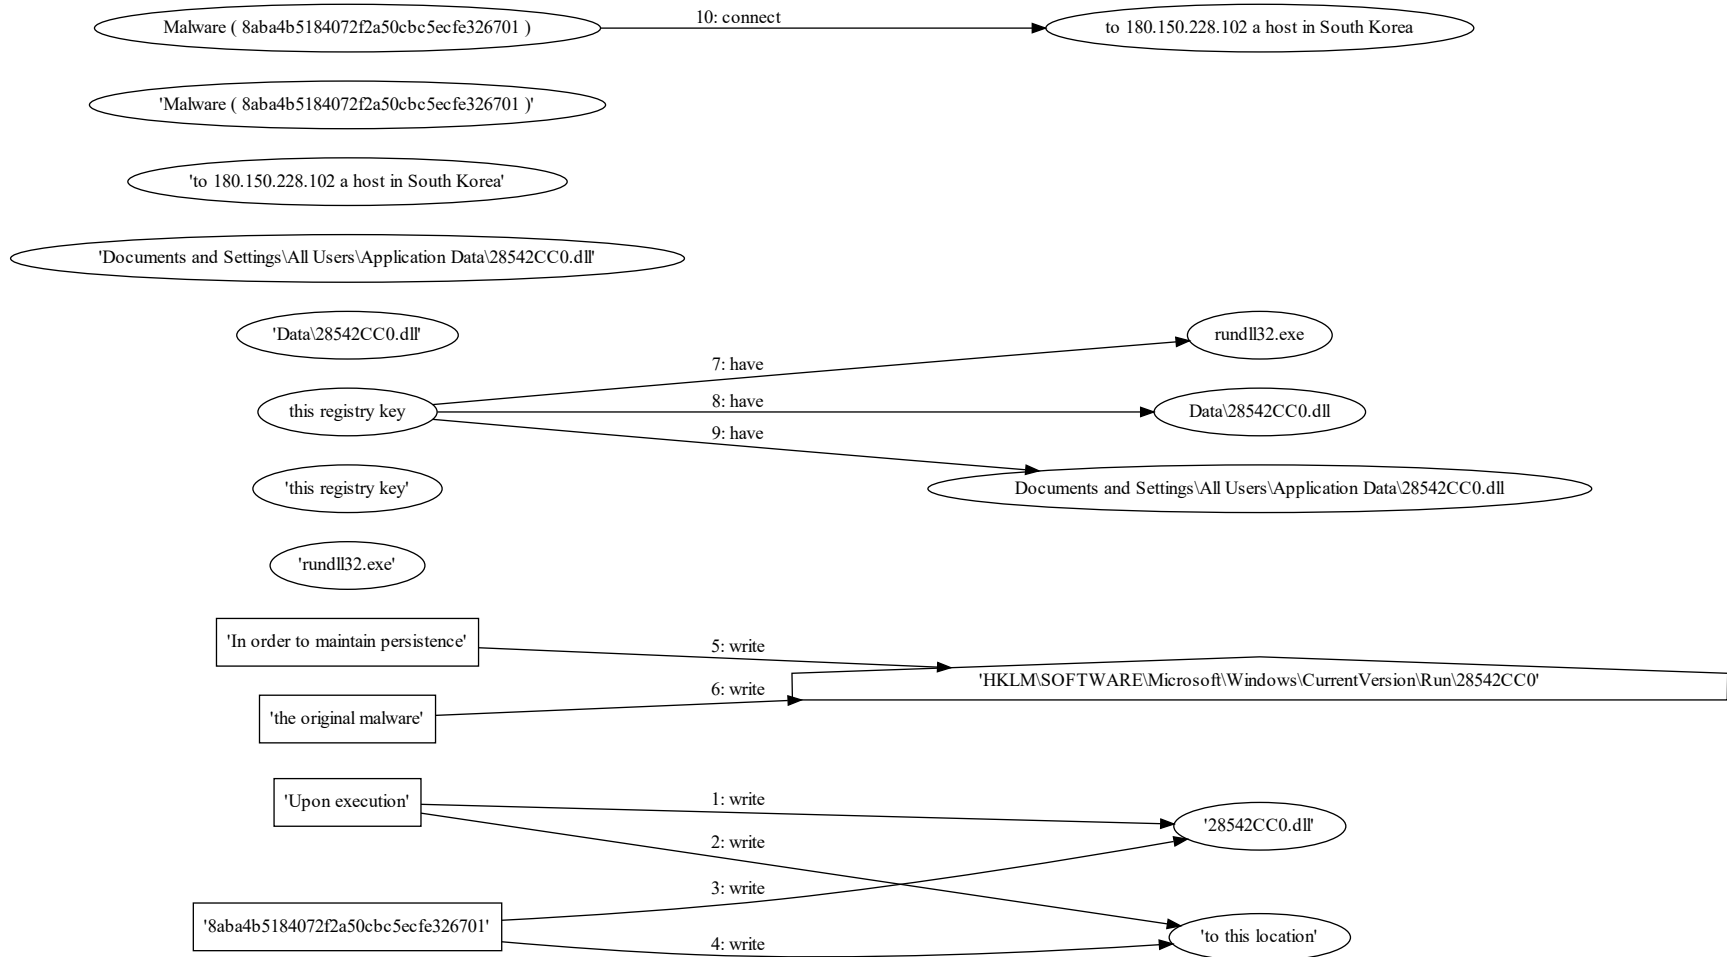 Malware ( 8aba4b5184072f2a50cbc5ecfe326701 )
10: connect
to 180.150.228.102 a host in South Korea
'Malware ( 8aba4b5184072f2a50cbc5ecfe326701 )'
'to 180.150.228.102 a host in South Korea'
'Documents and Settings\All Users\Application Data\28542CC0.dll'
'Data\28542CC0.dll'
rundll32.exe
7: have
this registry key
8: have
Data\28542CC0.dll
9: have
'this registry key'
Documents and Settings\All Users\Application Data\28542CC0.dll
'rundll32.exe'
'In order to maintain persistence'
5: write
'HKLM\SOFTWARE\Microsoft\Windows\CurrentVersion\Run\28542CC0'
6: write
'the original malware'
'Upon execution'
1: write
'28542CC0.dll'
2: write
3: write
'8aba4b5184072f2a50cbc5ecfe326701'
'to this location'
4: write